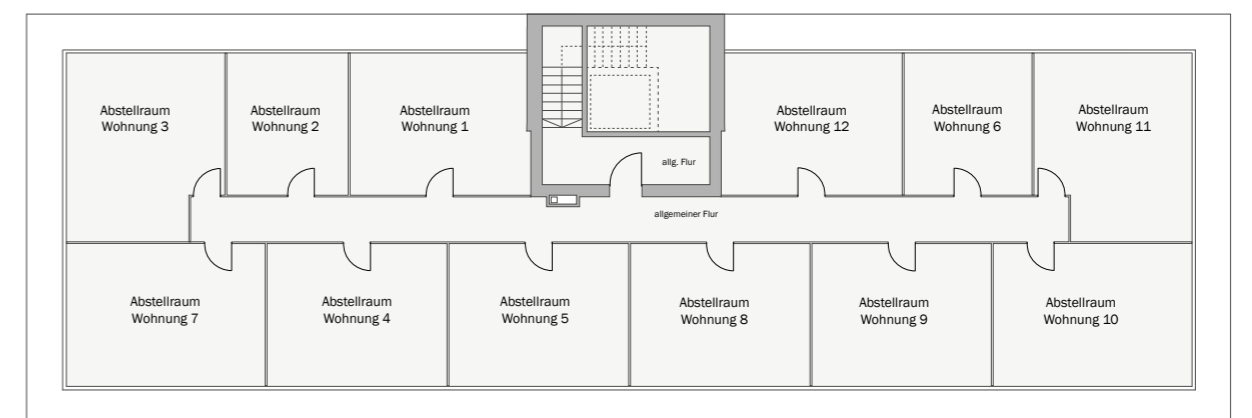 Abstellraum
Wohnung 3
Abstellraum
Wohnung 2
Abstellraum
Wohnung 1
Abstellraum
Wohnung 12
Abstellraum
Wohnung 6
Abstellraum
Wohnung 11
allg. Flur
allgemeiner Flur
Abstellraum
Wohnung 7
Abstellraum
Wohnung 4
Abstellraum
Wohnung 5
Abstellraum
Wohnung 8
Abstellraum
Wohnung 9
Abstellraum
Wohnung 10